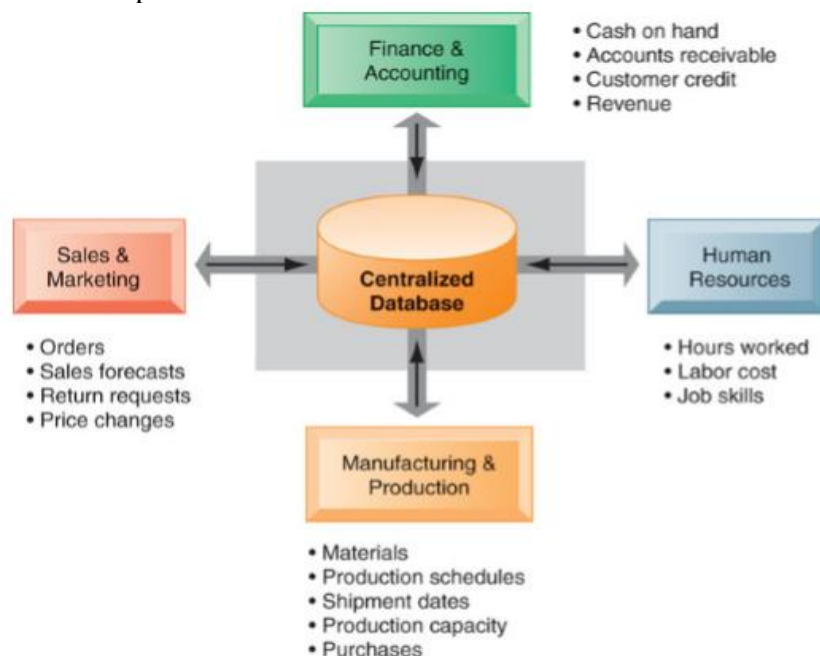 Finance &
Accounting
• Cash on hand
• Accounts receivable
• Customer credit
• Revenue
Sales &
Marketing
Centralized
Database
Human
Resources
• Orders
• Sales forecasts
• Return requests
• Price changes
• Hours worked
• Labor cost
• Job skills
Manufacturing &
Production
• Materials
• Production schedules
• Shipment dates
• Production capacity
• Purchases